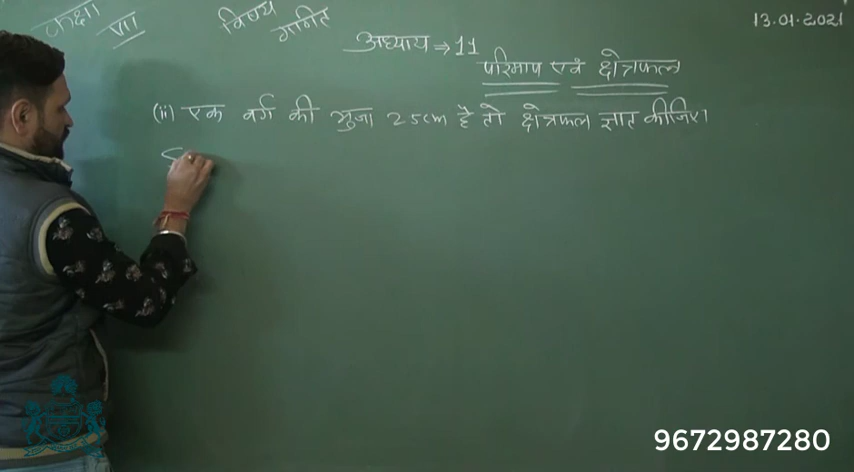 कक्षा VII
विषय गणित
13.01.2021
अध्याय ⇒ 11
परिमाप एवं क्षेत्रफल
(ii) एक वर्ग की भुजा 25cm है तो क्षेत्रफल ज्ञात कीजिए
9672987280